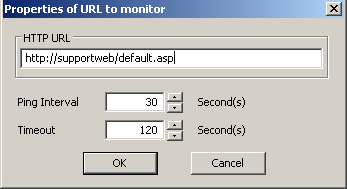 Properties of URL to monitor
HTTP URL
http://supportweb/default.asp
Ping Interval 30 Second(s)
Timeout 120 Second(s)
OK Cancel